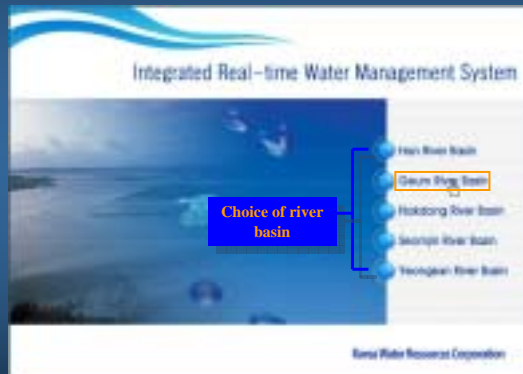 Integrated Real-time Water Management System
Han River Basin
Geum River Basin
Choice of river
basin
Nakdong River Basin
Seomjin River Basin
Yeongsan River Basin
Korea Water Resources Corporation